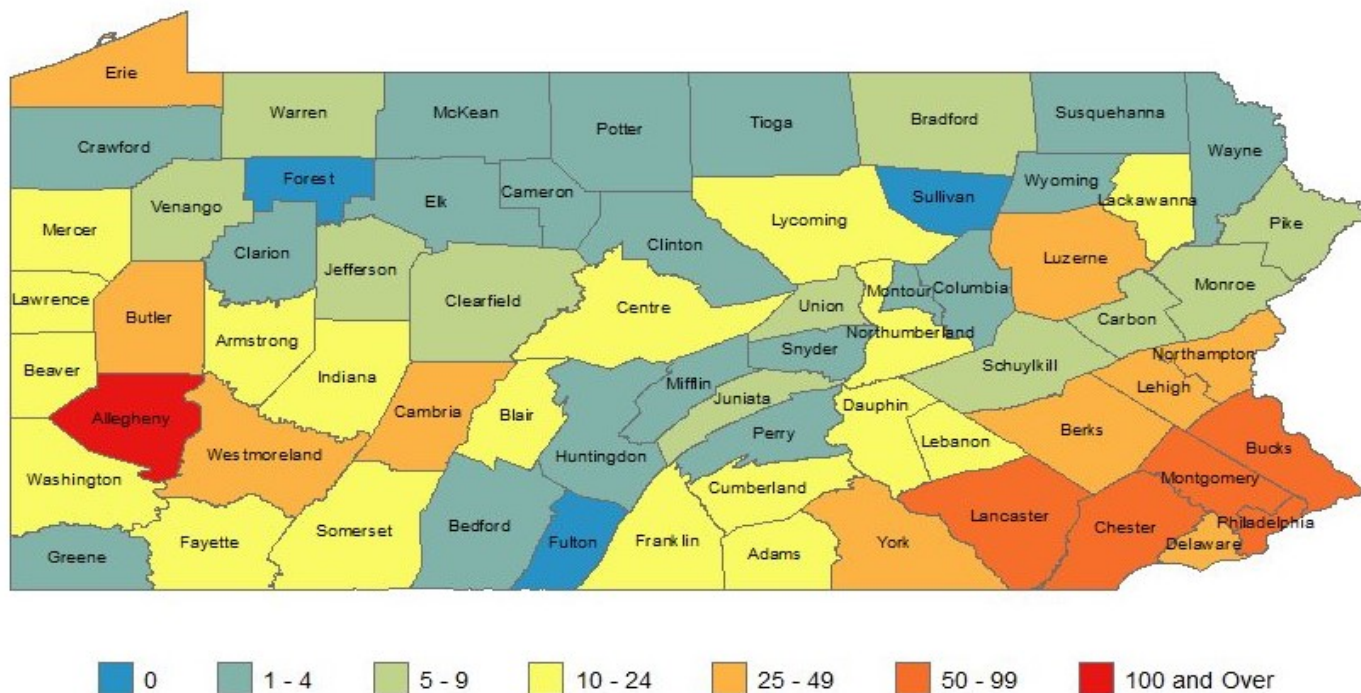 Erie
Warren
McKean
Potter
Tioga
Bradford
Susquehanna
Wayne
Crawford
Forest
Elk
Cameron
Sullivan
Wyoming
Lackawanna
Venango
Mercer
Clarion
Lycoming
Pike
Clinton
Jefferson
Luzerne
Clearfield
Montour
Columbia
Monroe
Lawrence
Butler
Centre
Union
Carbon
Armstrong
Northumberland
Snyder
Schuylkill
Northampton
Beaver
Indiana
Mifflin
Lehigh
Juniata
Allegheny
Cambria
Blair
Dauphin
Perry
Lebanon
Berks
Bucks
Westmoreland
Huntingdon
Montgomery
Washington
Cumberland
Bedford
Somerset
Lancaster
Chester
Philadelphia
Greene
Fayette
Fulton
Franklin
Adams
York
Delaware
0
1 - 4
5 - 9
10 - 24
25 - 49
50 - 99
100 and Over